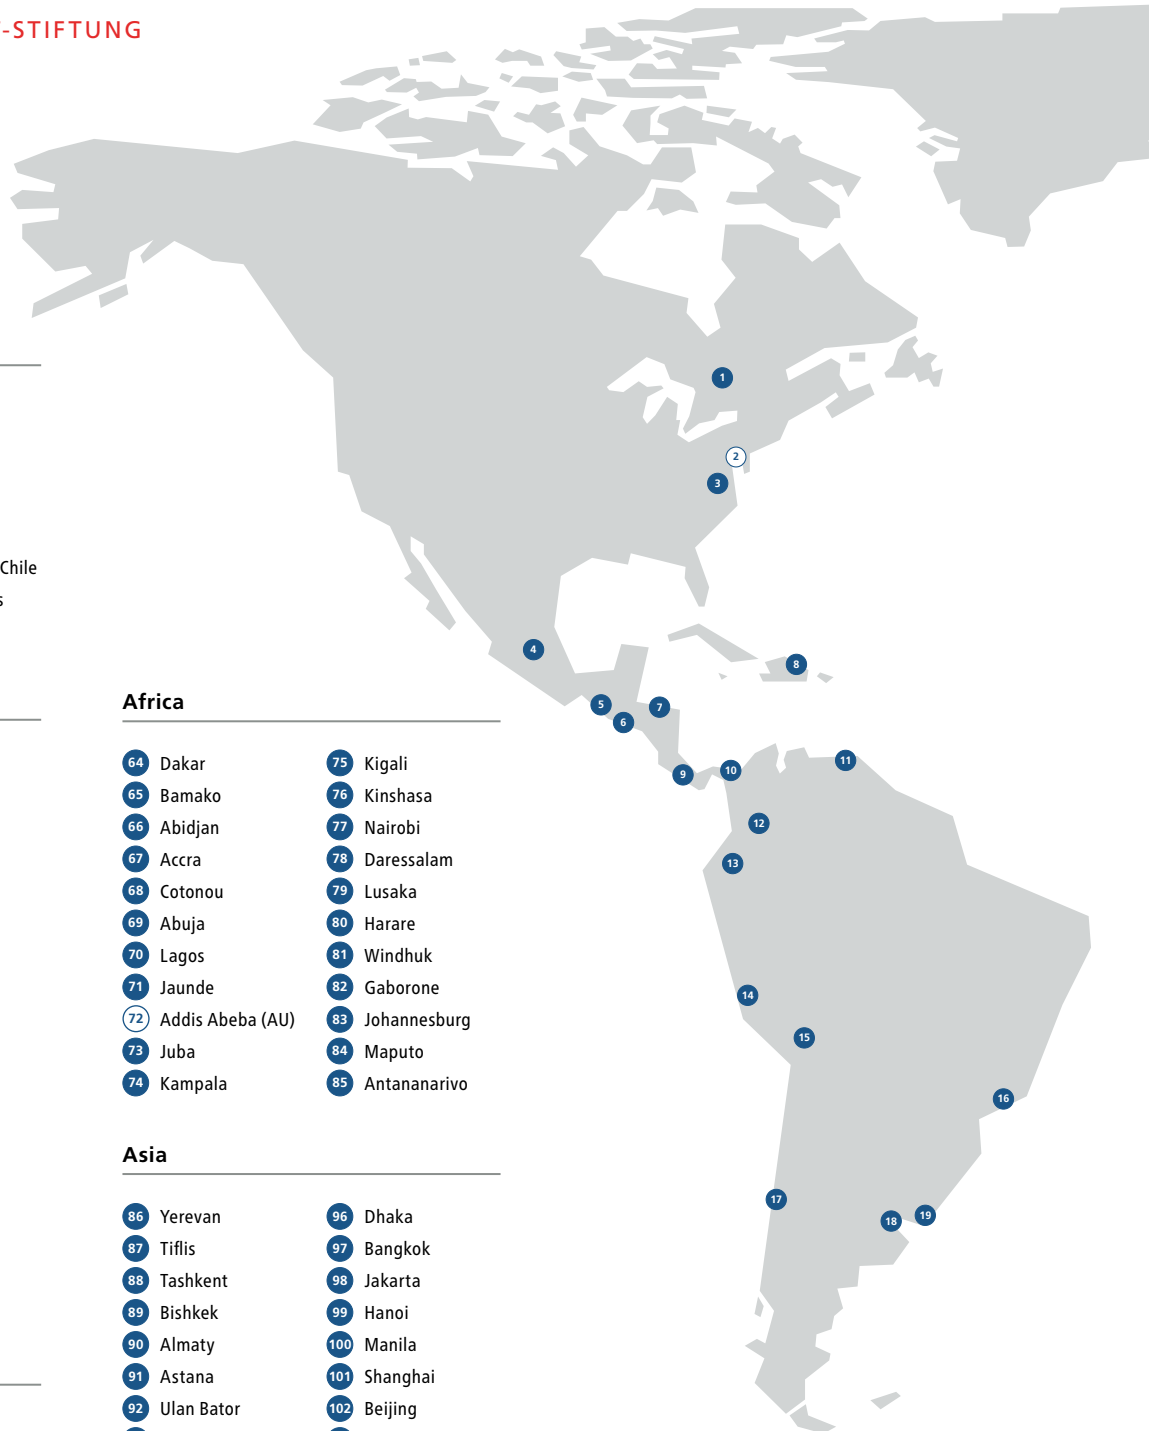 -STIFTUNG
Chile
s
1
2
3
4
5
6
7
8
9
10
11
12
13
14
15
16
17
18
19
Africa
64 Dakar
65 Bamako
66 Abidjan
67 Accra
68 Cotonou
69 Abuja
70 Lagos
71 Jaunde
72 Addis Abeba (AU)
73 Juba
74 Kampala
75 Kigali
76 Kinshasa
77 Nairobi
78 Daressalam
79 Lusaka
80 Harare
81 Windhuk
82 Gaborone
83 Johannesburg
84 Maputo
85 Antananarivo
Asia
86 Yerevan
87 Tiflis
88 Tashkent
89 Bishkek
90 Almaty
91 Astana
92 Ulan Bator
96 Dhaka
97 Bangkok
98 Jakarta
99 Hanoi
100 Manila
101 Shanghai
102 Beijing